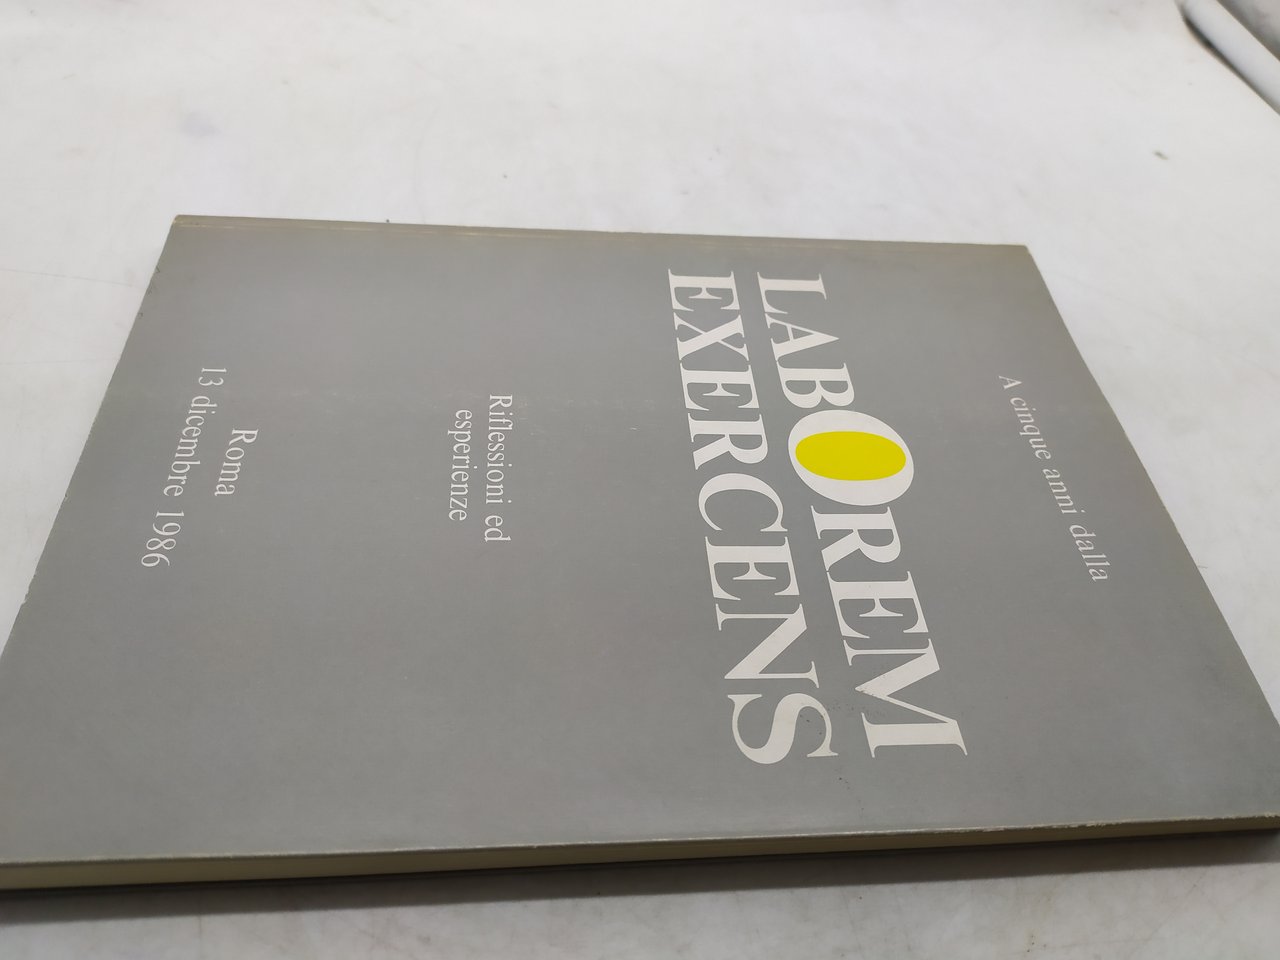 A cinque anni dalla
LABOREM
EXERCENS
Riflessioni ed
esperienze
Roma
13 dicembre 1986